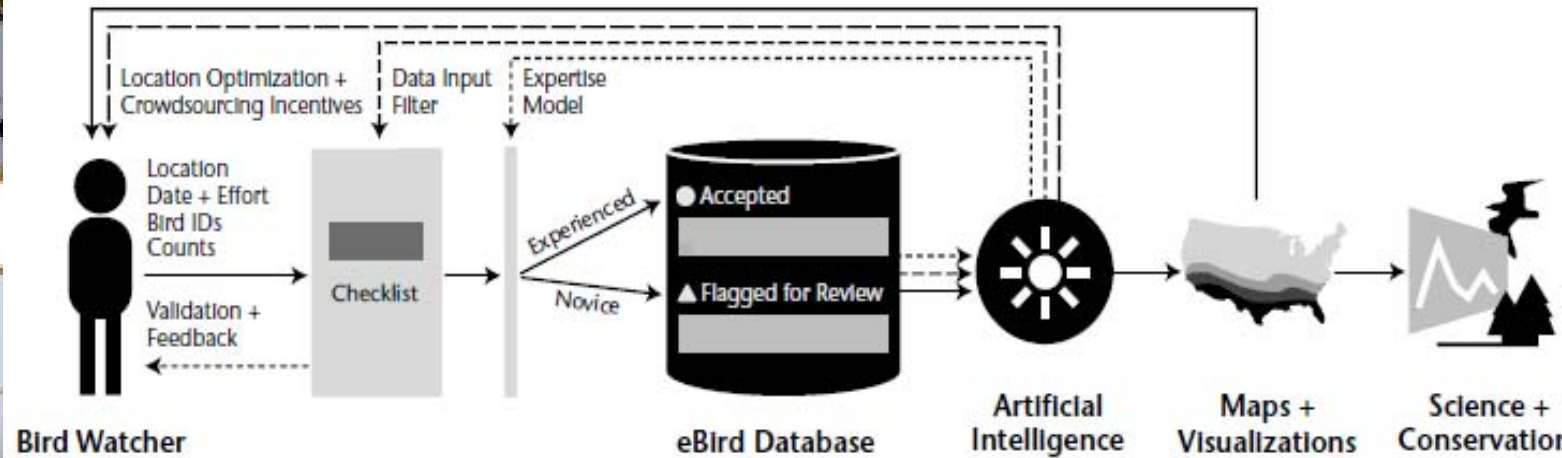 Location Optimization +
Crowdsourcing Incentives
Data Input
Filter
Expertise
Model
Location
Date + Effort
Bird IDs
Counts
Validation +
Feedback
Checklist
Experienced
Novice
Accepted
Flagged for Review
Bird Watcher
eBird Database
Artificial
Intelligence
Maps +
Visualizations
Science +
Conservation